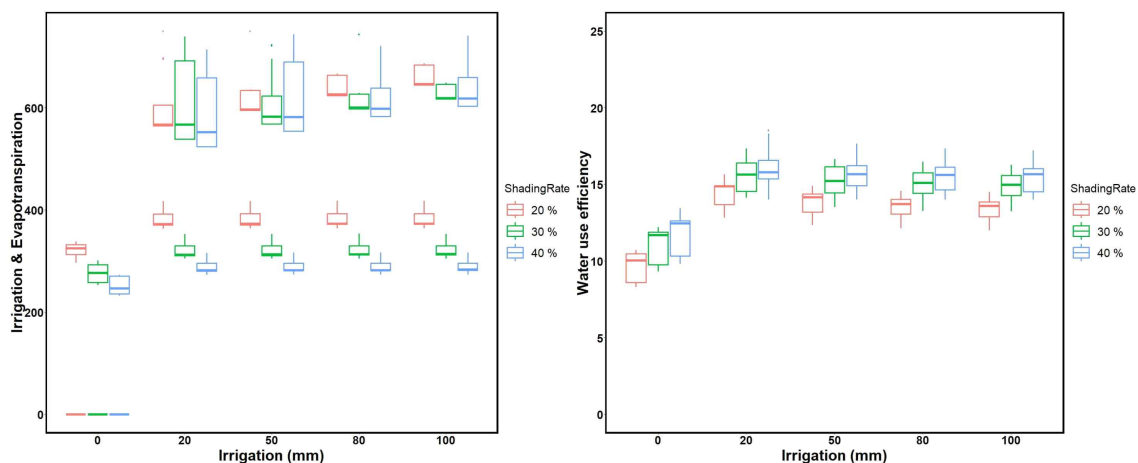 Irrigation & Evapotranspiration
600
400
200
0
0 20 50 80 100
Irrigation (mm)
ShadingRate
20 %
30 %
40 %
Water use efficiency
25
20
15
10
5
0
0 20 50 80 100
Irrigation (mm)
ShadingRate
20 %
30 %
40 %